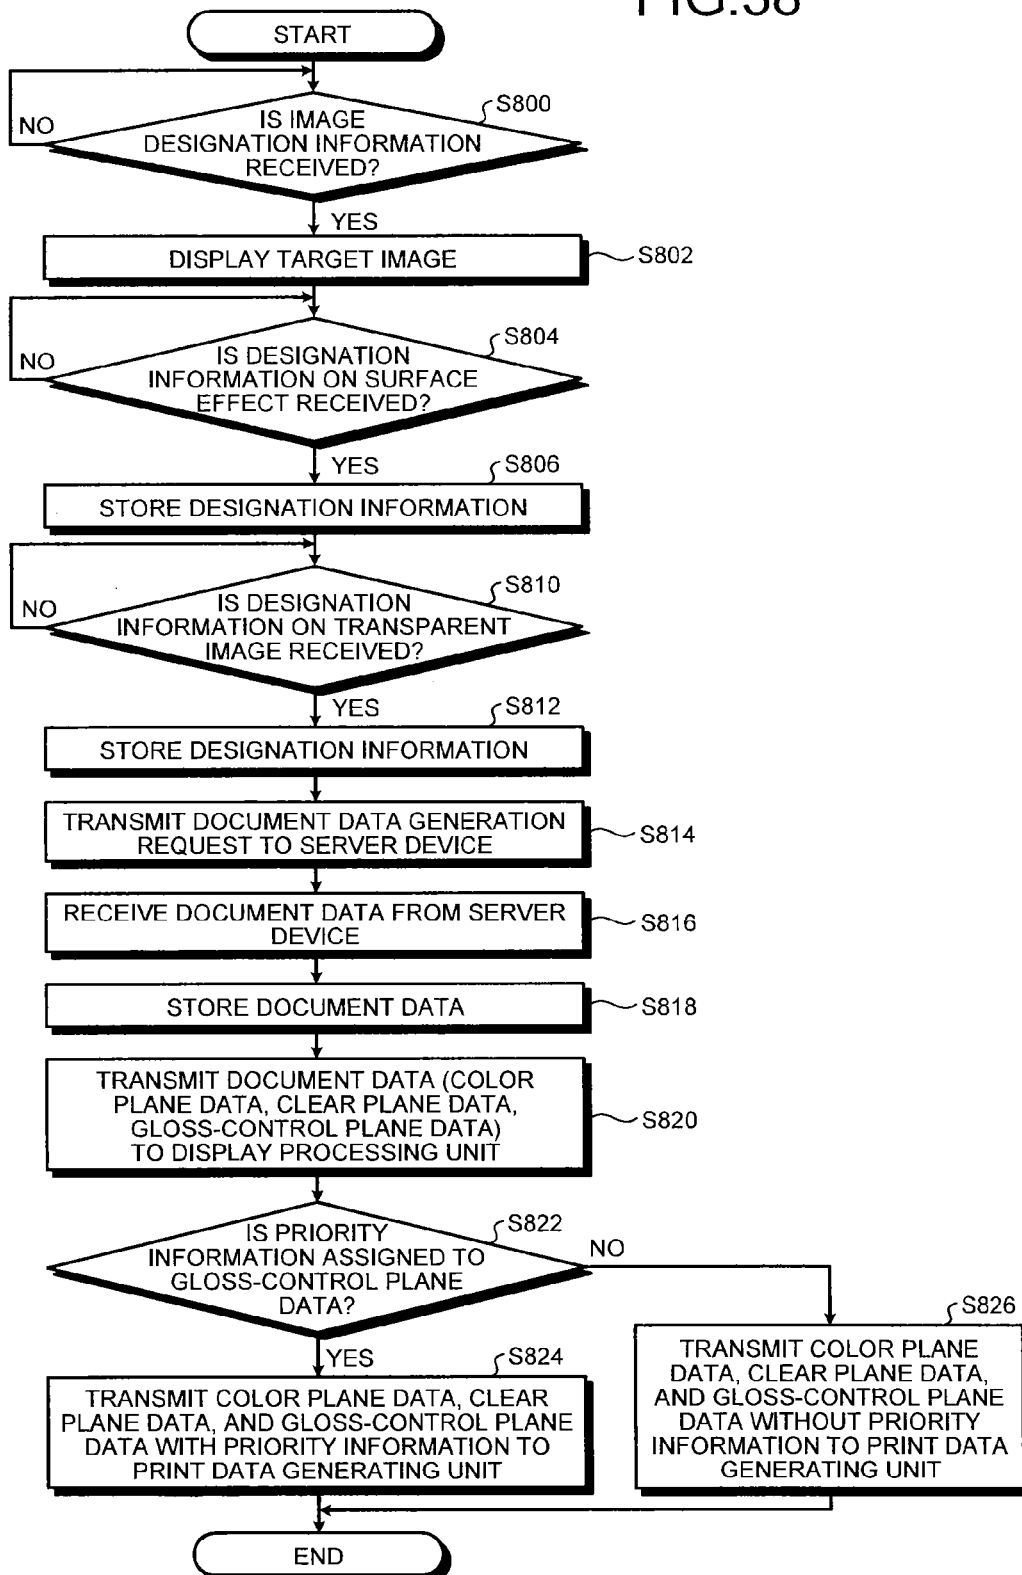 FIG.38
START
S800
IS IMAGE
DESIGNATION INFORMATION
RECEIVED?
NO
YES
DISPLAY TARGET IMAGE
S802
S804
IS DESIGNATION
INFORMATION ON SURFACE
EFFECT RECEIVED?
NO
YES
S806
STORE DESIGNATION INFORMATION
S810
IS DESIGNATION
INFORMATION ON TRANSPARENT
IMAGE RECEIVED?
NO
YES
S812
STORE DESIGNATION INFORMATION
TRANSMIT DOCUMENT DATA GENERATION
REQUEST TO SERVER DEVICE
S814
RECEIVE DOCUMENT DATA FROM SERVER
DEVICE
S816
STORE DOCUMENT DATA
S818
TRANSMIT DOCUMENT DATA (COLOR
PLANE DATA, CLEAR PLANE DATA,
GLOSS-CONTROL PLANE DATA)
TO DISPLAY PROCESSING UNIT
S820
S822
IS PRIORITY
INFORMATION ASSIGNED TO
GLOSS-CONTROL PLANE
DATA?
NO
YES
S824
TRANSMIT COLOR PLANE DATA, CLEAR
PLANE DATA, AND GLOSS-CONTROL PLANE
DATA WITH PRIORITY INFORMATION TO
PRINT DATA GENERATING UNIT
S826
TRANSMIT COLOR PLANE
DATA, CLEAR PLANE DATA,
AND GLOSS-CONTROL PLANE
DATA WITHOUT PRIORITY
INFORMATION TO PRINT DATA
GENERATING UNIT
END